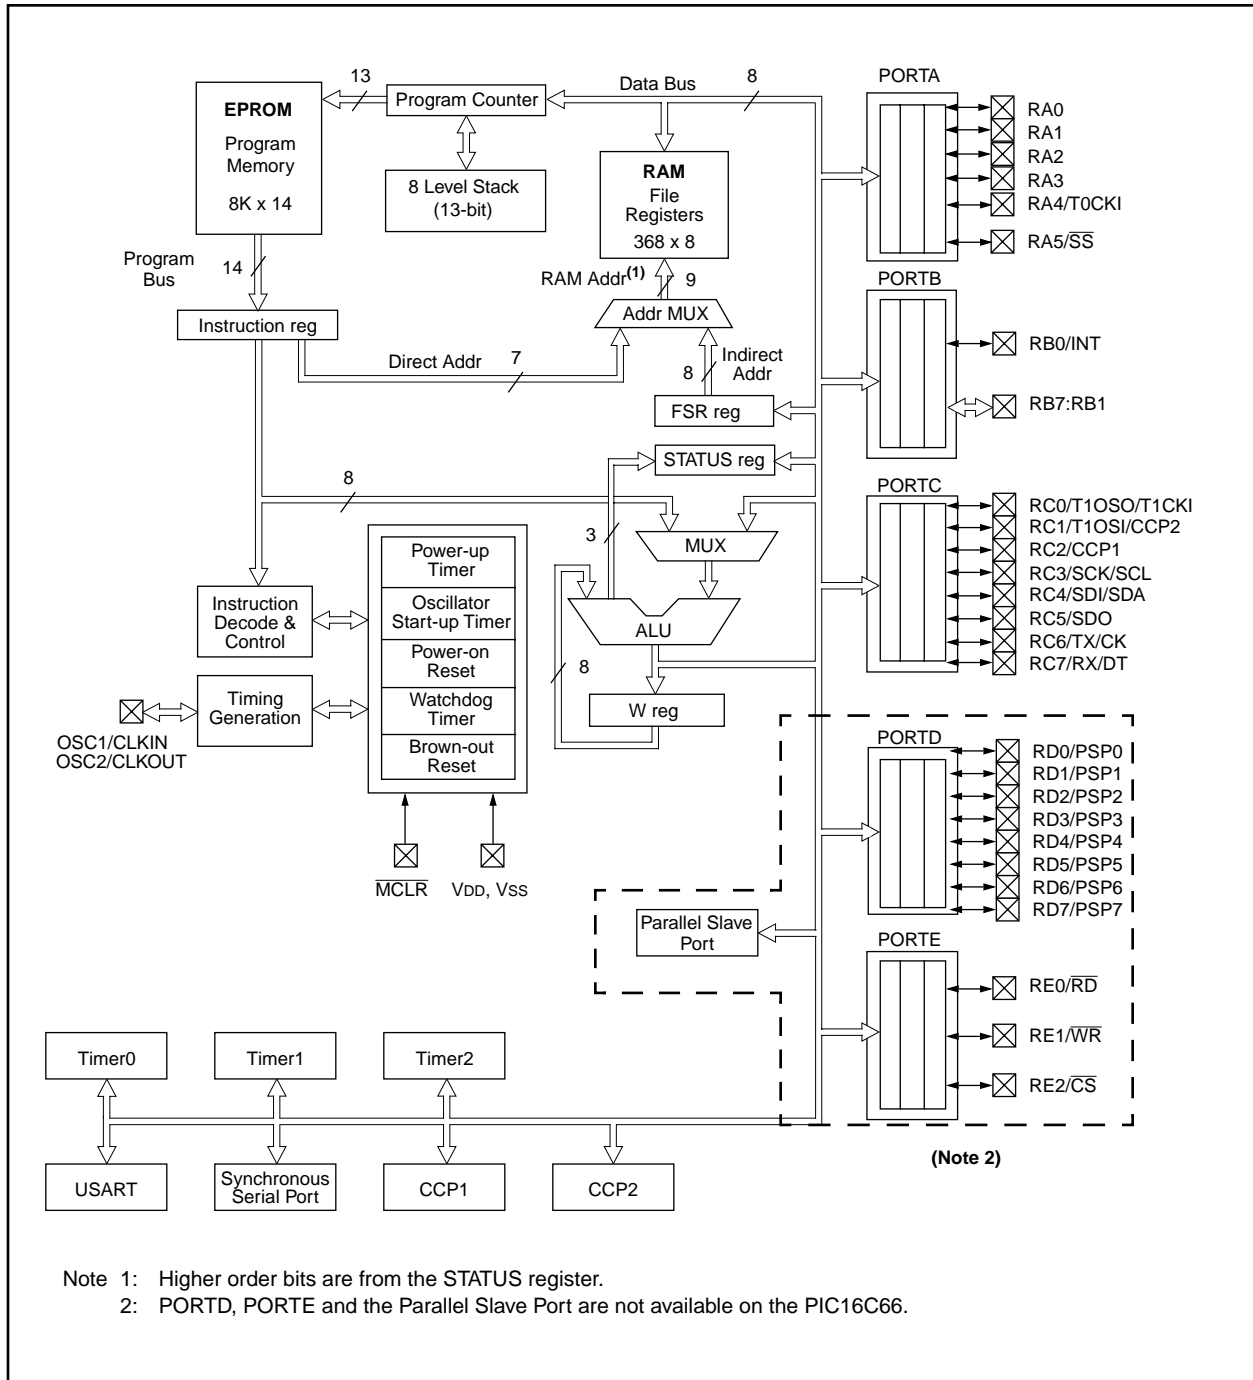 13
Data Bus
8
PORTA
EPROM
Program
Memory
8K x 14
Program Counter
8 Level Stack
(13-bit)
RAM
File
Registers
368 x 8
RA0
RA1
RA2
RA3
RA4/T0CKI
RA5/S̅S̅
Program
Bus
14
RAM Addr(1)
9
PORTB
Instruction reg
Addr MUX
RB0/INT
Direct Addr
7
8
Indirect
Addr
FSR reg
RB7:RB1
STATUS reg
8
3
MUX
PORTC
RC0/T1OSO/T1CKI
RC1/T1OSI/CCP2
RC2/CCP1
RC3/SCK/SCL
RC4/SDI/SDA
RC5/SDO
RC6/TX/CK
RC7/RX/DT
Power-up
Timer
Oscillator
Start-up Timer
Power-on
Reset
Watchdog
Timer
Brown-out
Reset
Instruction
Decode &
Control
ALU
8
W reg
Timing
Generation
OSC1/CLKIN
OSC2/CLKOUT
M̅C̅L̅R̅
VDD, VSS
PORTD
RD0/PSP0
RD1/PSP1
RD2/PSP2
RD3/PSP3
RD4/PSP4
RD5/PSP5
RD6/PSP6
RD7/PSP7
Parallel Slave
Port
PORTE
RE0/R̅D̅
RE1/W̅R̅
RE2/C̅S̅
(Note 2)
Timer0
Timer1
Timer2
USART
Synchronous
Serial Port
CCP1
CCP2
Note 1: Higher order bits are from the STATUS register.
2: PORTD, PORTE and the Parallel Slave Port are not available on the PIC16C66.